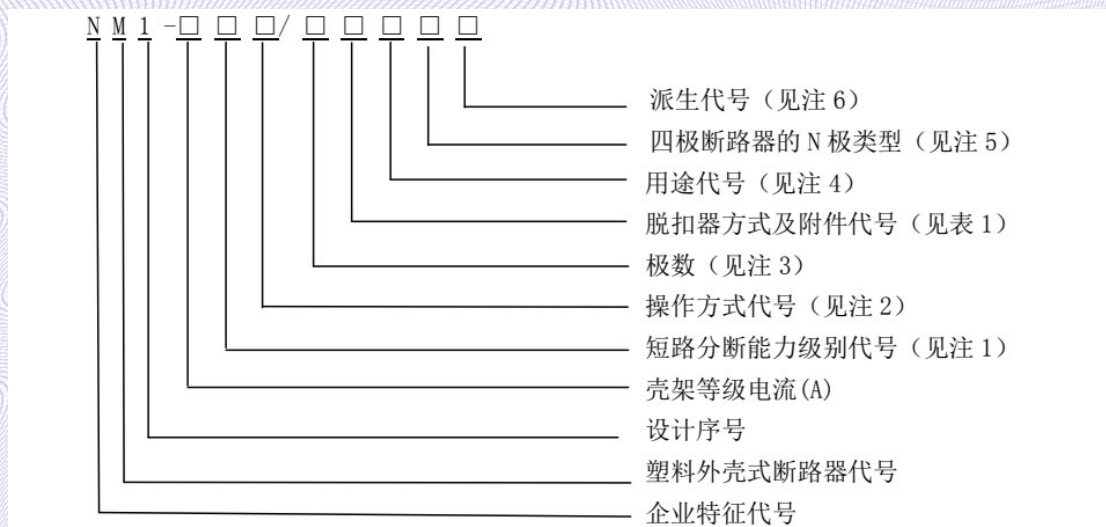 N M 1 -□ □ □/ □ □ □ □ □
派生代号（见注 6）
四极断路器的 N 极类型（见注 5）
用途代号（见注 4）
脱扣器方式及附件代号（见表 1）
极数（见注 3）
操作方式代号（见注 2）
短路分断能力级别代号（见注 1）
壳架等级电流(A)
设计序号
塑料外壳式断路器代号
企业特征代号